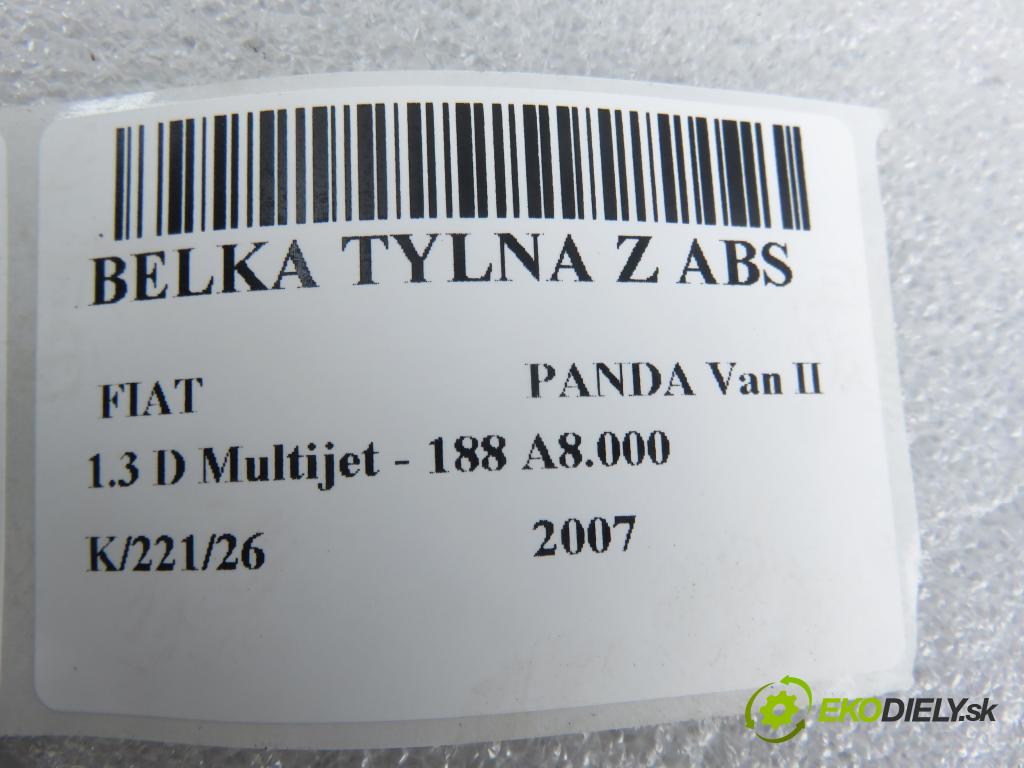 BELKA TYLNA Z ABS
FIAT PANDA Van II
1.3 D Multijet - 188 A8.000
K/221/26 2007
EKODIELY.sk